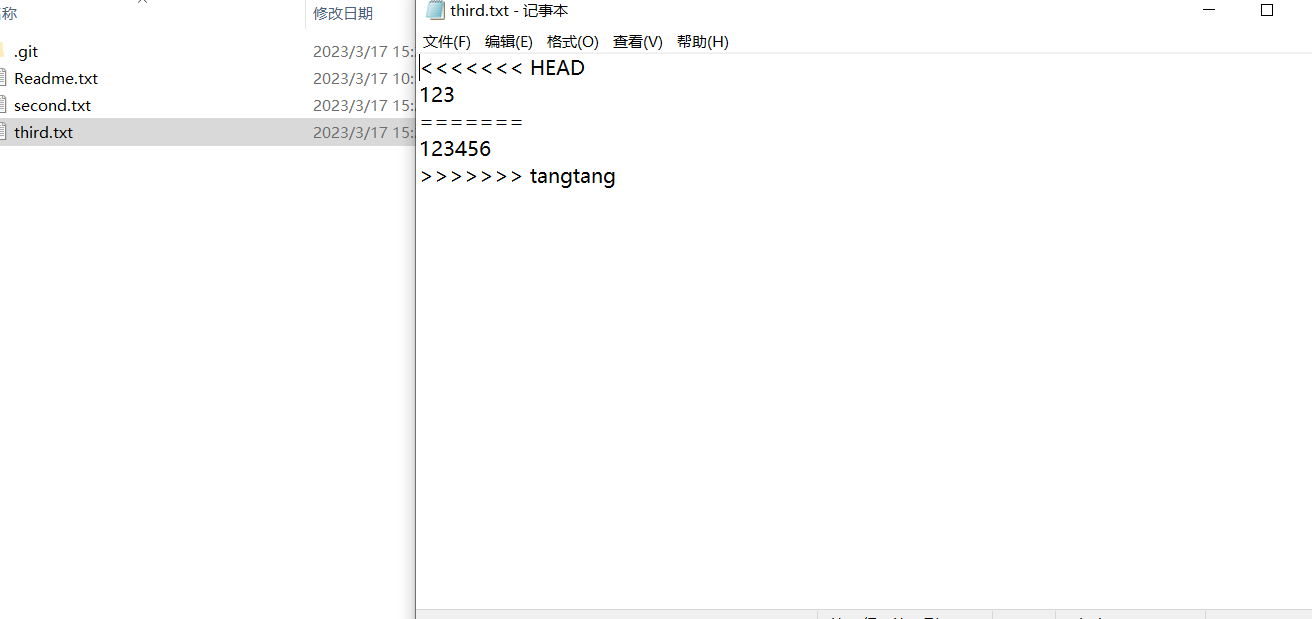 称
修改日期
.git
2023/3/17 15:
Readme.txt
2023/3/17 10:
second.txt
2023/3/17 15:
third.txt
2023/3/17 15:
third.txt - 记事本
文件(F) 编辑(E) 格式(O) 查看(V) 帮助(H)
<<<<<<< HEAD
123
=======
123456
>>>>>>> tangtang